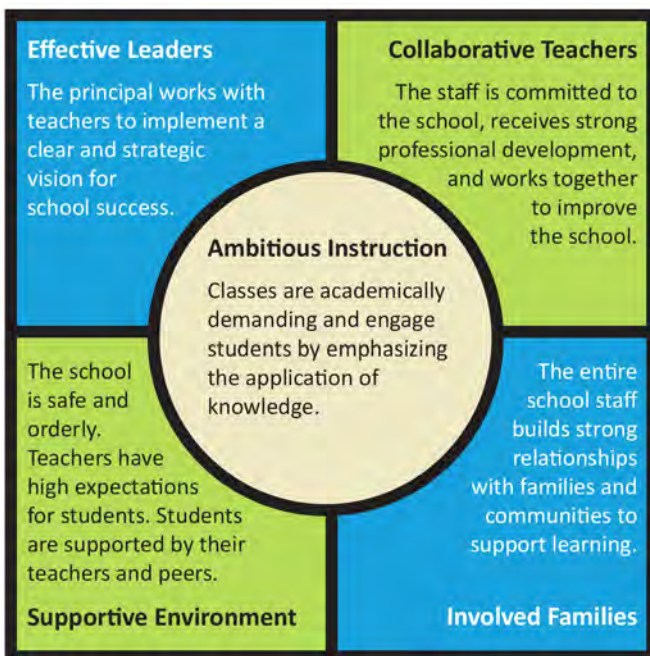 Effective Leaders
The principal works with
teachers to implement a
clear and strategic
vision for
school success.
Collaborative Teachers
The staff is committed to
the school, receives strong
professional development,
and works together
to improve
the school.
Ambitious Instruction
Classes are academically
demanding and engage
students by emphasizing
the application of
knowledge.
The school
is safe and
orderly.
Teachers have
high expectations
for students. Students
are supported by their
teachers and peers.
Supportive Environment
The entire
school staff
builds strong
relationships
with families and
communities to
support learning.
Involved Families